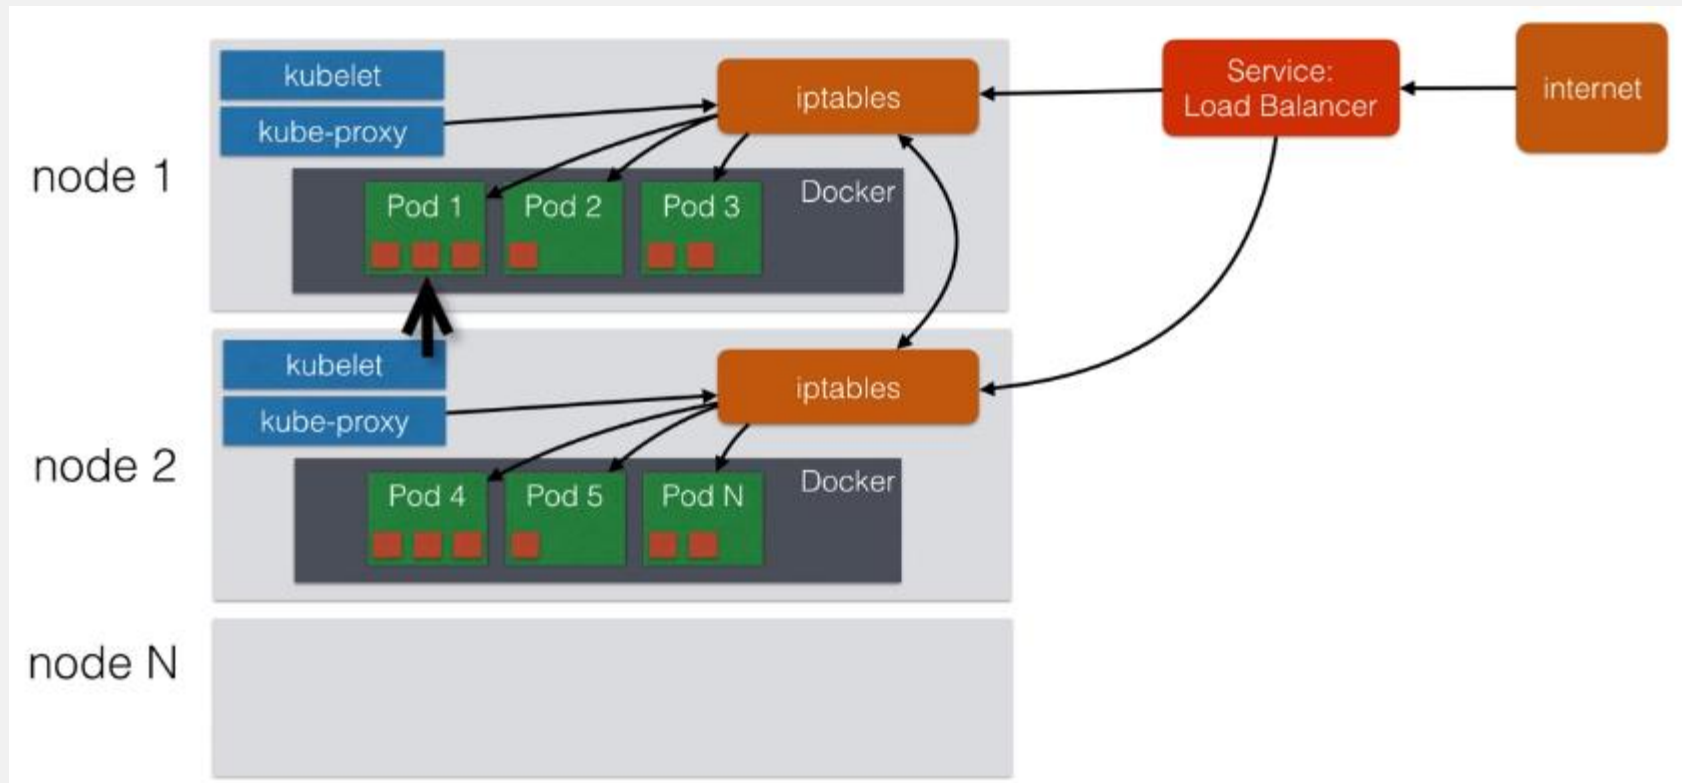 kubelet
kube-proxy
iptables
Service:
Load Balancer
internet
node 1
Pod 1
Pod 2
Pod 3
Docker
kubelet
kube-proxy
iptables
node 2
Pod 4
Pod 5
Pod N
Docker
node N